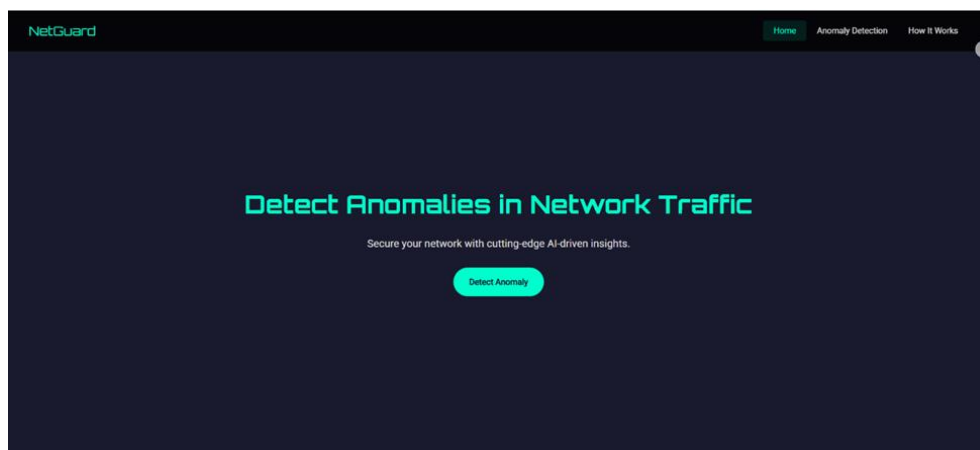 NetGuard
Home Anomaly Detection How It Works
Detect Anomalies in Network Traffic
Secure your network with cutting-edge AI-driven insights.
Detect Anomaly